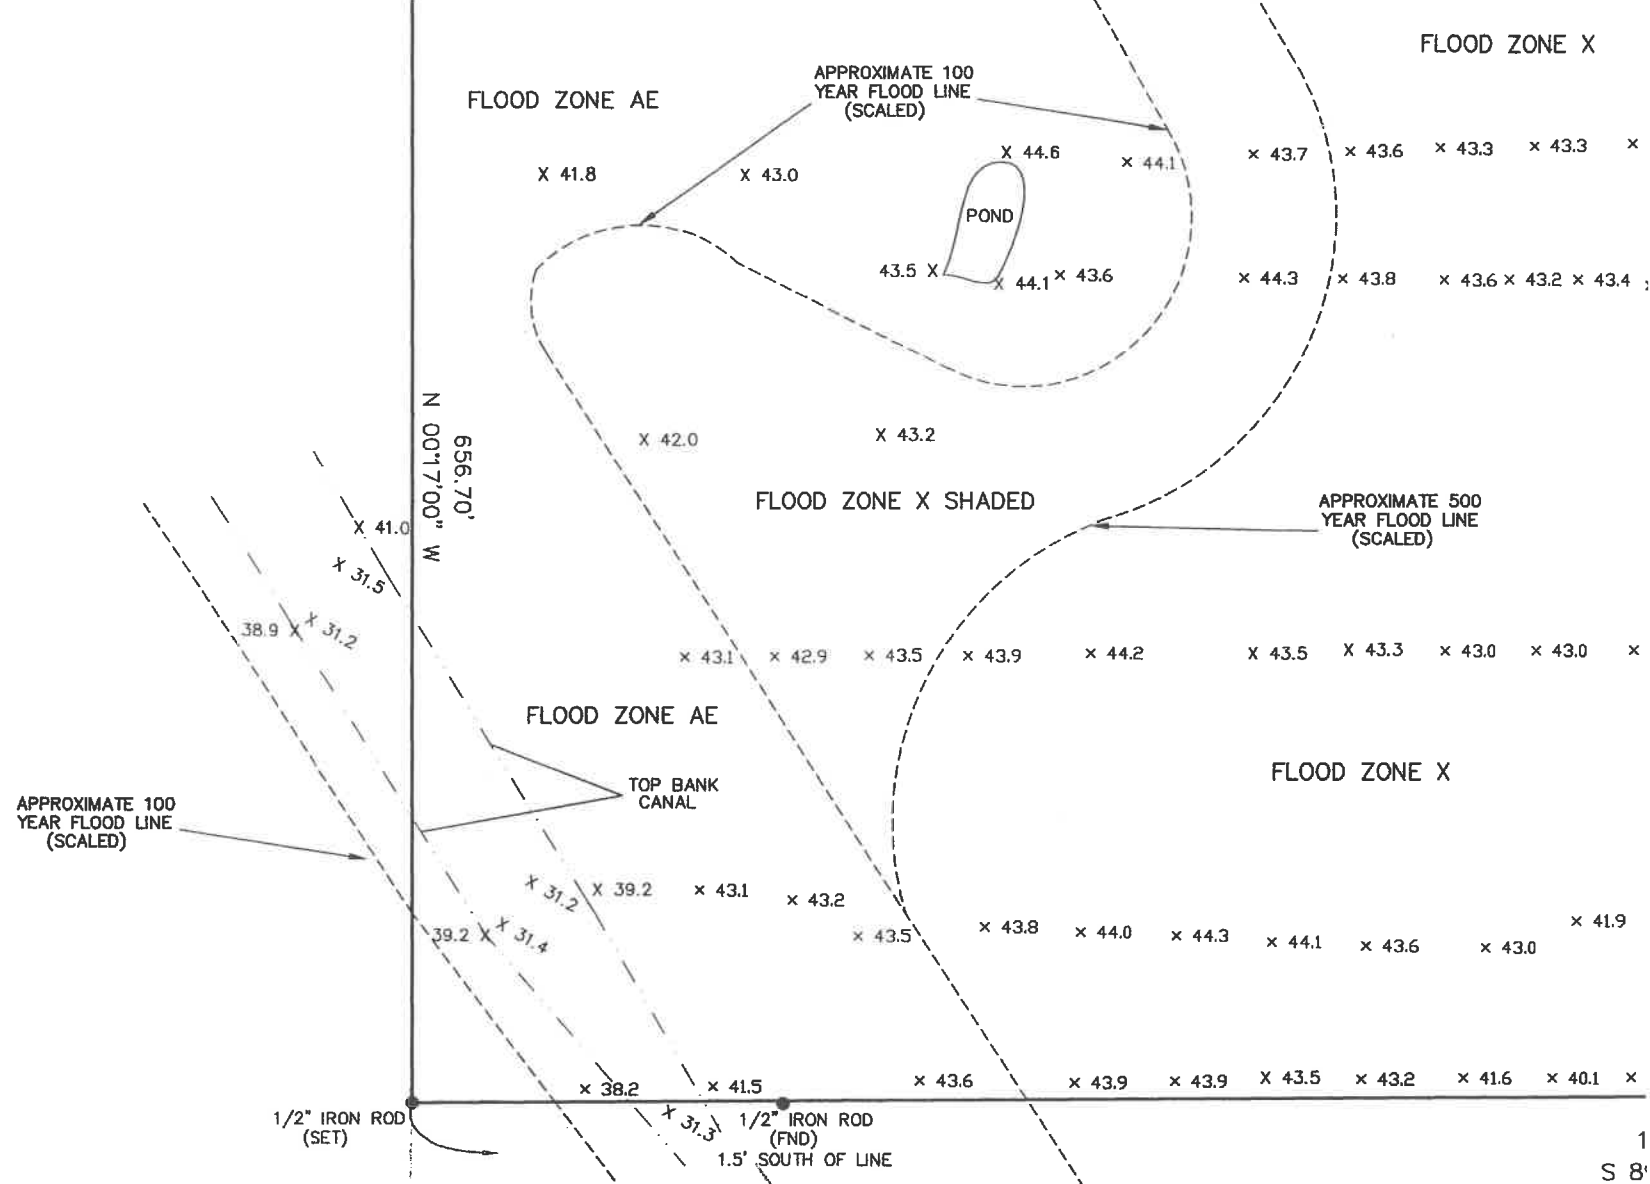 FLOOD ZONE X
APPROXIMATE 100
YEAR FLOOD LINE
(SCALED)
FLOOD ZONE AE
X 44.6
X 44.1
X 43.7
X 43.6
X 43.3
X 43.3
X
X 41.8
X 43.0
POND
43.5 X
X 44.1
X 43.6
X 44.3
X 43.8
X 43.6
X 43.2
X 43.4
N 00°17'00" W
656.70'
X 42.0
X 43.2
FLOOD ZONE X SHADED
APPROXIMATE 500
YEAR FLOOD LINE
(SCALED)
X 41.0
X 31.5
38.9 X
X 31.2
X 43.1
X 42.9
X 43.5
X 43.9
X 44.2
X 43.5
X 43.3
X 43.0
X 43.0
X
FLOOD ZONE AE
FLOOD ZONE X
TOP BANK
CANAL
APPROXIMATE 100
YEAR FLOOD LINE
(SCALED)
X 31.2
X 39.2
X 43.1
X 43.2
39.2 X
X 31.4
X 43.5
X 43.8
X 44.0
X 44.3
X 44.1
X 43.6
X 43.0
X 41.9
X 38.2
X 41.5
X 43.6
X 43.9
X 43.9
X 43.5
X 43.2
X 41.6
X 40.1
X
1/2" IRON ROD
(SET)
X 31.3
1/2" IRON ROD
(FND)
1.5' SOUTH OF LINE
1
S 8